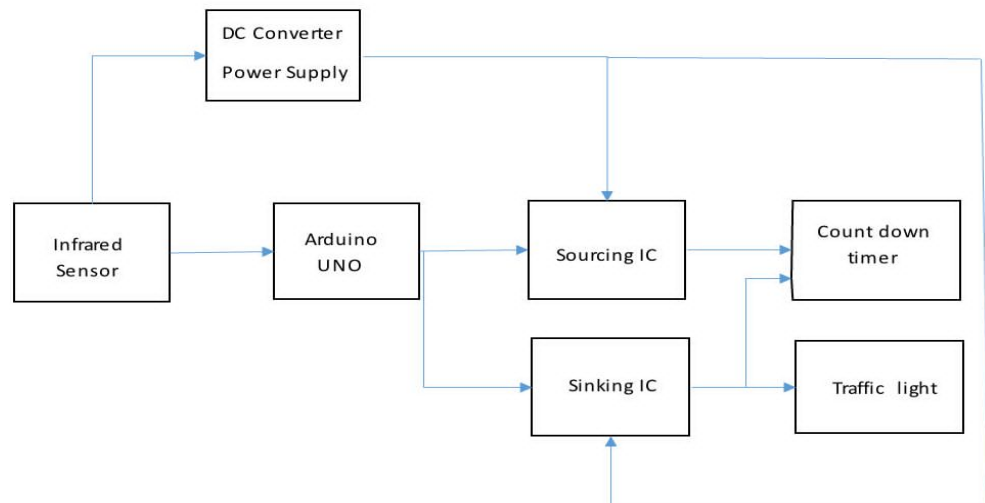 DC Converter
Power Supply
Infrared
Sensor
Arduino
UNO
Sourcing IC
Count down
timer
Sinking IC
Traffic light